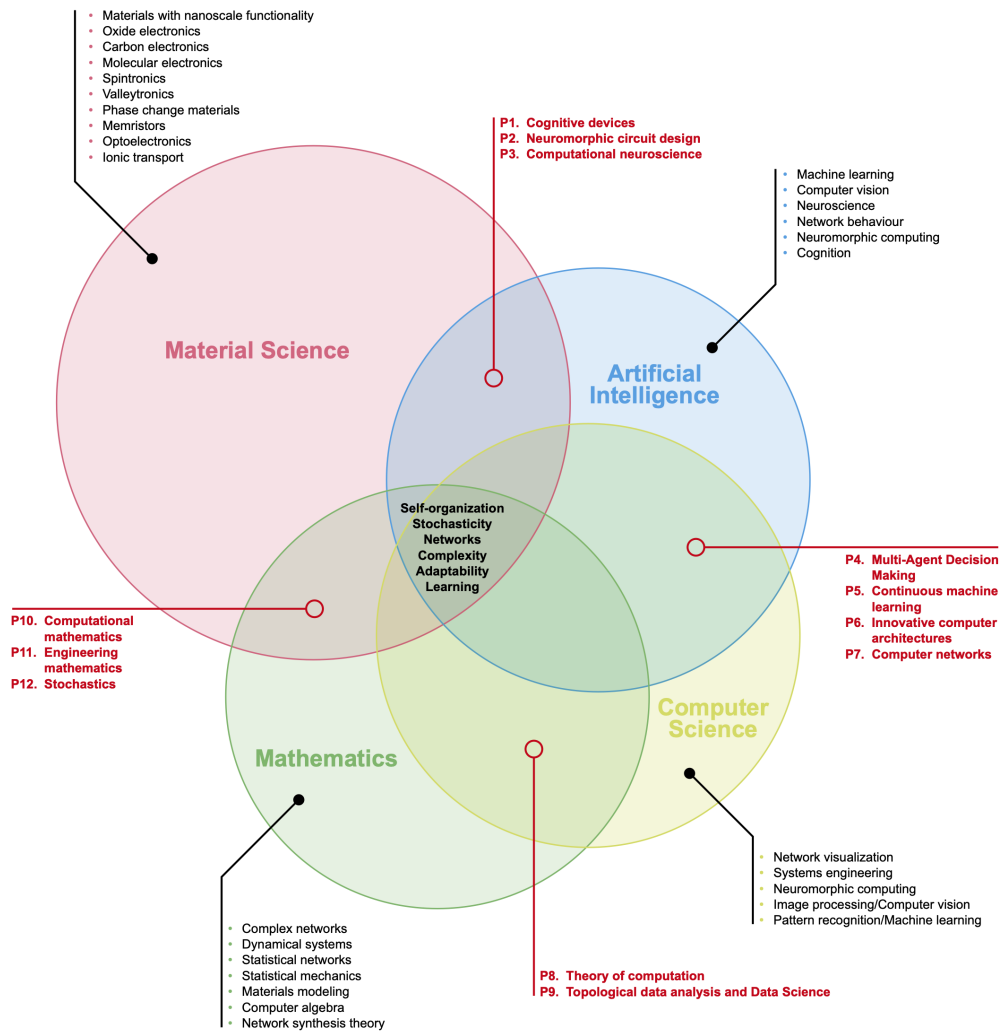 • Materials with nanoscale functionality
• Oxide electronics
• Carbon electronics
• Molecular electronics
• Spintronics
• Valleytronics
• Phase change materials
• Memristors
• Optoelectronics
• Ionic transport
P1. Cognitive devices
P2. Neuromorphic circuit design
P3. Computational neuroscience
• Machine learning
• Computer vision
• Neuroscience
• Network behaviour
• Neuromorphic computing
• Cognition
Material Science
Artificial
Intelligence
Self-organization
Stochasticity
Networks
Complexity
Adaptability
Learning
P4. Multi-Agent Decision
Making
P5. Continuous machine
learning
P6. Innovative computer
architectures
P7. Computer networks
P10. Computational
mathematics
P11. Engineering
mathematics
P12. Stochastics
Computer
Science
Mathematics
• Network visualization
• Systems engineering
• Neuromorphic computing
• Image processing/Computer vision
• Pattern recognition/Machine learning
• Complex networks
• Dynamical systems
• Statistical networks
• Statistical mechanics
• Materials modeling
• Computer algebra
• Network synthesis theory
P8. Theory of computation
P9. Topological data analysis and Data Science